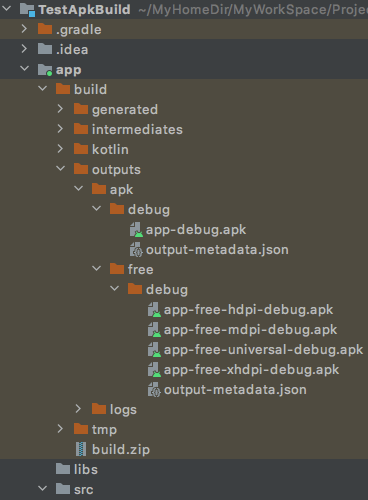 TestApkBuild ~/MyHomeDir/MyWorkSpace/Projec
.gradle
.idea
app
build
generated
intermediates
kotlin
outputs
apk
debug
app-debug.apk
output-metadata.json
free
debug
app-free-hdpi-debug.apk
app-free-mdpi-debug.apk
app-free-universal-debug.apk
app-free-xhdpi-debug.apk
output-metadata.json
logs
tmp
build.zip
libs
src